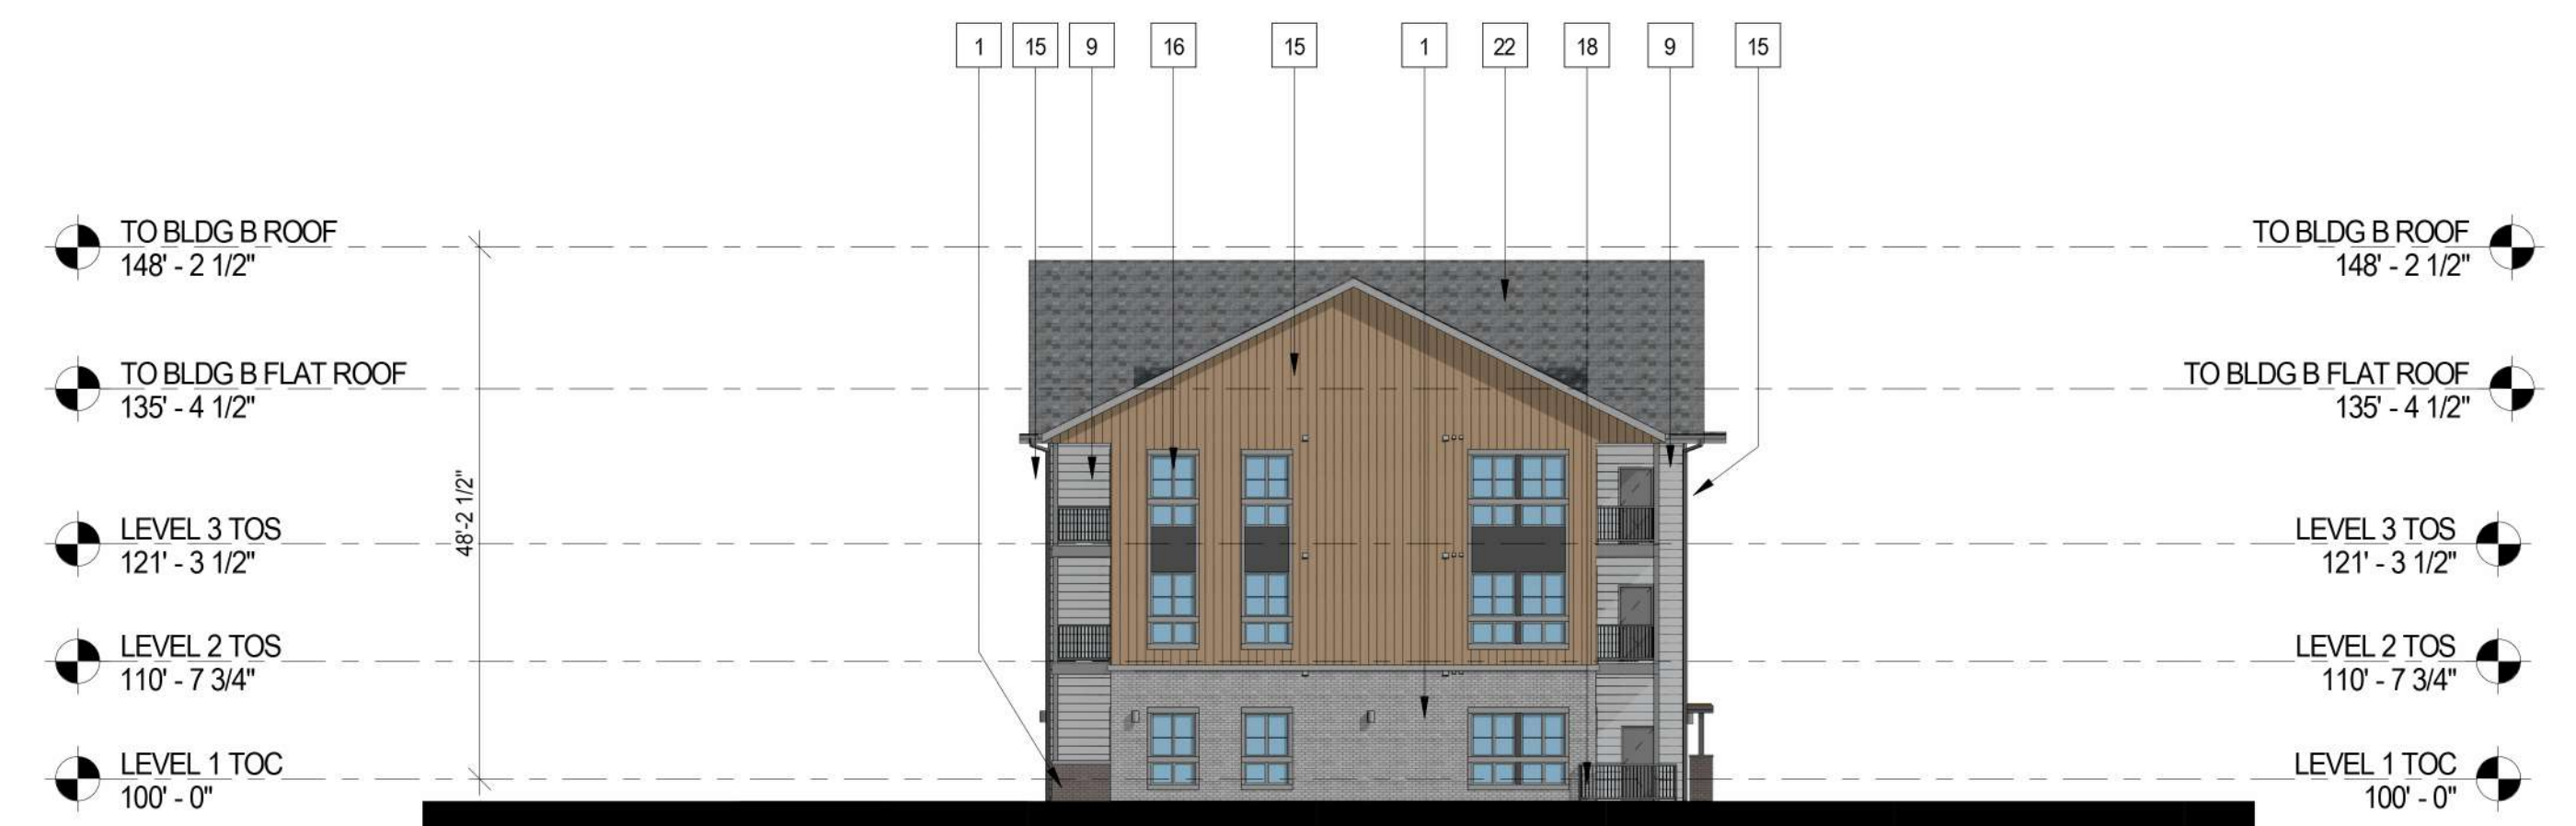 1 15 9 16 15 1 22 18 9 15
TO BLDG B ROOF
148' - 2 1/2"
TO BLDG B ROOF
148' - 2 1/2"
TO BLDG B FLAT ROOF
135' - 4 1/2"
TO BLDG B FLAT ROOF
135' - 4 1/2"
48'-2 1/2"
LEVEL 3 TOS
121' - 3 1/2"
LEVEL 3 TOS
121' - 3 1/2"
LEVEL 2 TOS
110' - 7 3/4"
LEVEL 2 TOS
110' - 7 3/4"
LEVEL 1 TOC
100' - 0"
LEVEL 1 TOC
100' - 0"